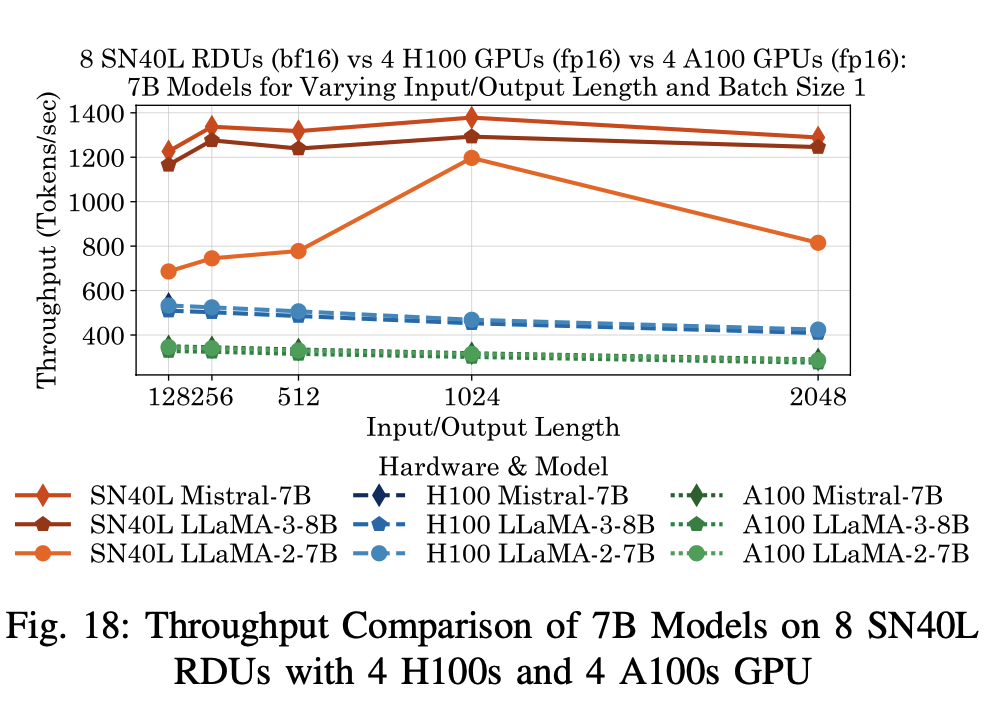 8 SN40L RDUs (bf16) vs 4 H100 GPUs (fp16) vs 4 A100 GPUs (fp16):
7B Models for Varying Input/Output Length and Batch Size 1
Throughput (Tokens/sec)
1400
1200
1000
800
600
400
128 256 512 1024 2048
Input/Output Length
Hardware & Model
SN40L Mistral-7B H100 Mistral-7B A100 Mistral-7B
SN40L LLaMA-3-8B H100 LLaMA-3-8B A100 LLaMA-3-8B
SN40L LLaMA-2-7B H100 LLaMA-2-7B A100 LLaMA-2-7B
Fig. 18: Throughput Comparison of 7B Models on 8 SN40L
RDUs with 4 H100s and 4 A100s GPU